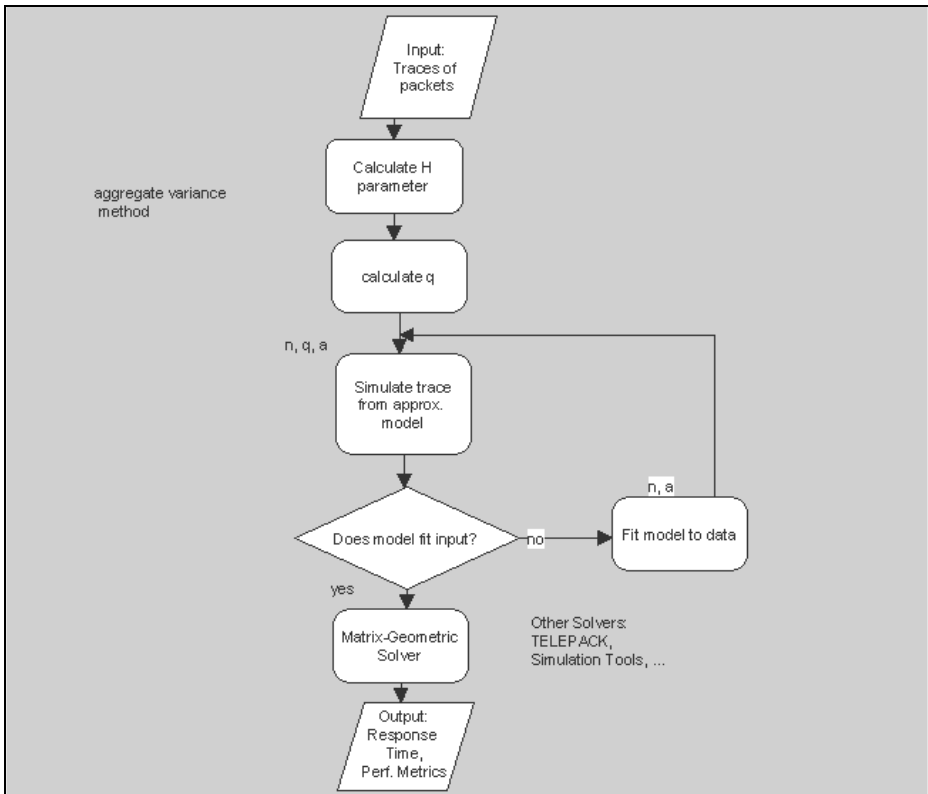 Input:
Traces of
packets
Calculate H
parameter
aggregate variance
method
calculate q
n, q, a
Simulate trace
from approx.
model
n, a
Does model fit input?
no
Fit model to data
yes
Matrix-Geometric
Solver
Other Solvers:
TELEPACK,
Simulation Tools, ...
Output:
Response
Time,
Perf. Metrics